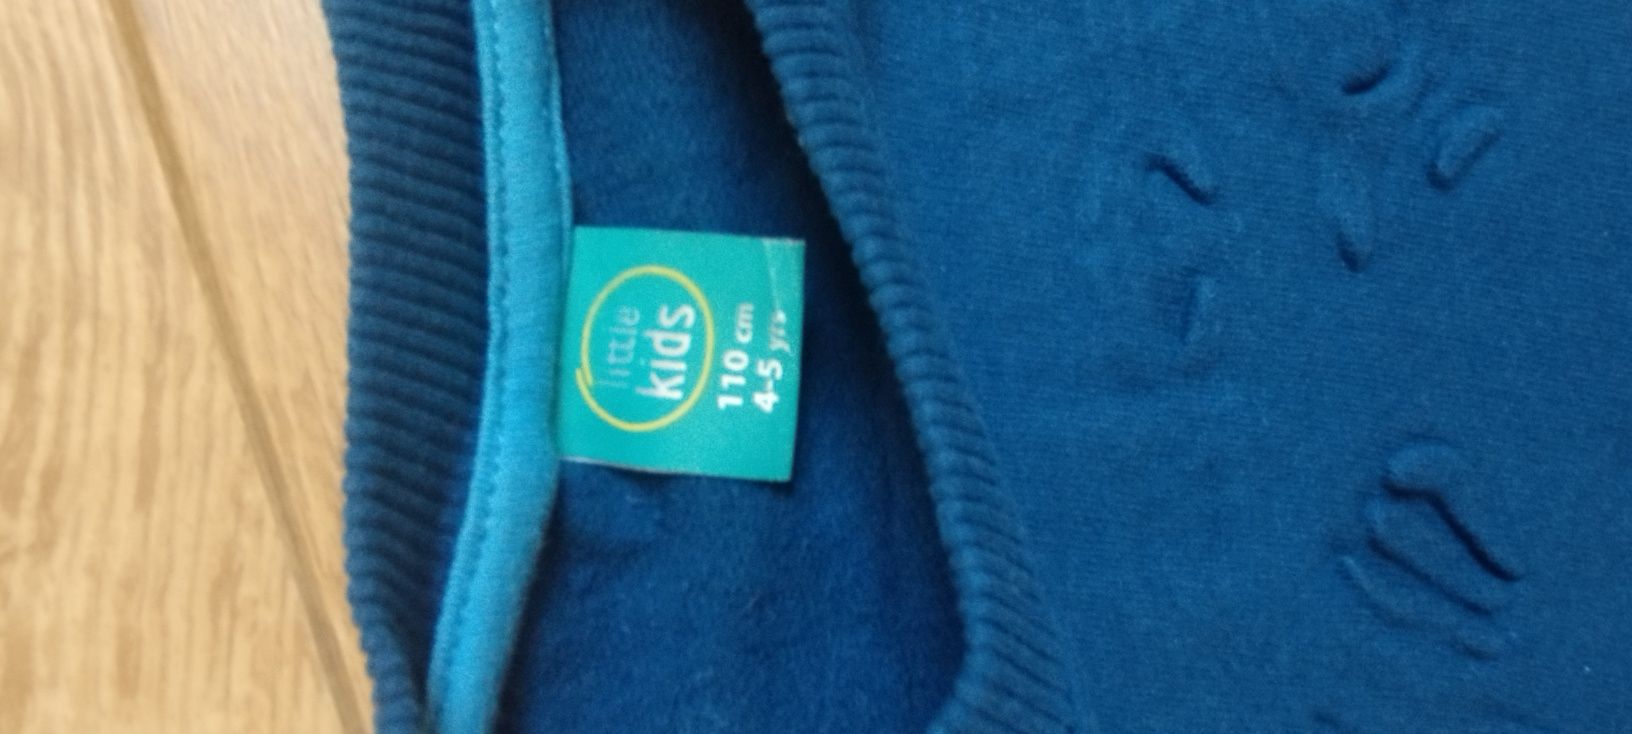 little
kids
110 cm
4-5 yrs